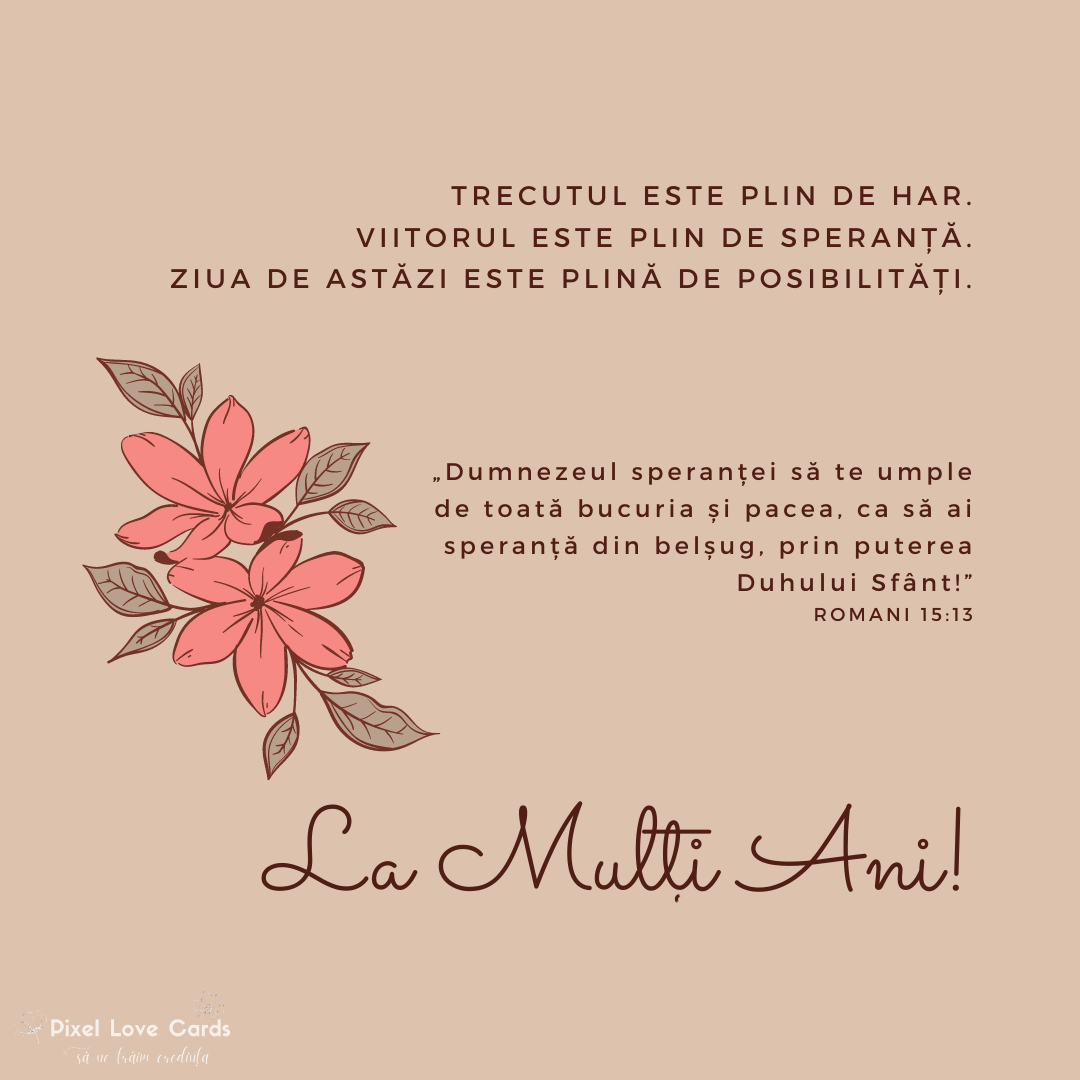 TRECUTUL ESTE PLIN DE HAR.
VIITORUL ESTE PLIN DE SPERANȚĂ.
ZIUA DE ASTĂZI ESTE PLINĂ DE POSIBILITĂȚI.
„Dumnezeul speranței să te umple
de toată bucuria și pacea, ca să ai
speranță din belșug, prin puterea
Duhului Sfânt!”
ROMANI 15:13
La Mulți Ani!
Pixel Love Cards
să ne trăim credința